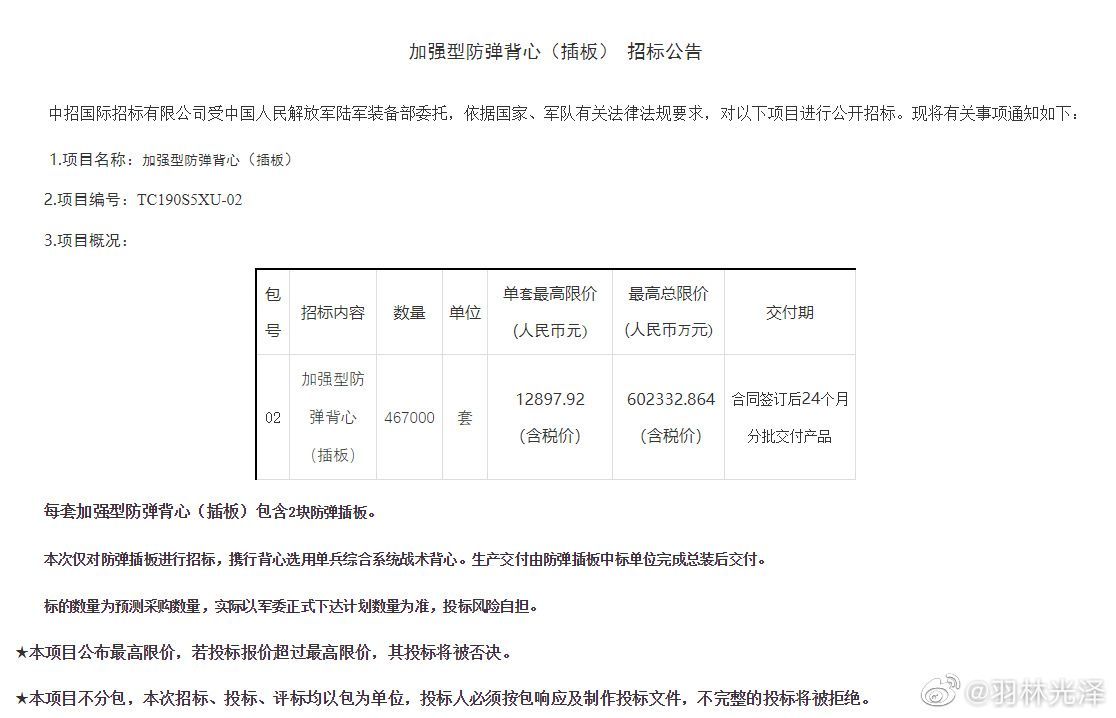 加强型防弹背心（插板） 招标公告
中招国际招标有限公司受中国人民解放军陆军装备部委托，依据国家、军队有关法律法规要求，对以下项目进行公开招标。现将有关事项通知如下：
1.项目名称：加强型防弹背心（插板）
2.项目编号：TC190S5XU-02
3.项目概况：
包号 招标内容 数量 单位 单套最高限价(人民币元) 最高总限价(人民币万元) 交付期
02 加强型防弹背心（插板） 467000 套 12897.92(含税价) 602332.864(含税价) 合同签订后24个月分批交付产品
每套加强型防弹背心（插板）包含2块防弹插板。
本次仅对防弹插板进行招标，携行背心选用单兵综合系统战术背心。生产交付由防弹插板中标单位完成总装后交付。
标的数量为预测采购数量，实际以军委正式下达计划数量为准，投标风险自担。
★本项目公布最高限价，若投标报价超过最高限价，其投标将被否决。
★本项目不分包，本次招标、投标、评标均以包为单位，投标人必须按包响应及制作投标文件，不完整的投标将被拒绝。
@羽林光泽